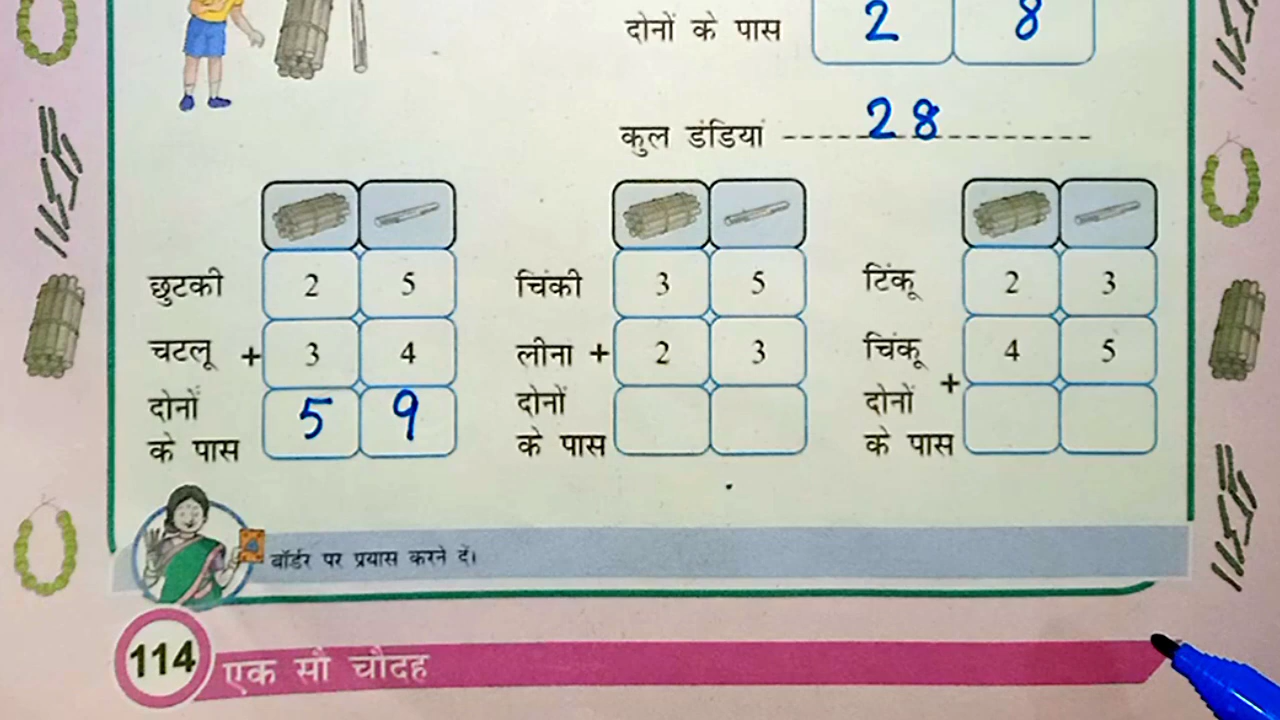 दोनों के पास 2 8
कुल डंडियां 28
छुटकी 2 5
चटलू + 3 4
दोनों के पास 5 9
चिंकी 3 5
लीना + 2 3
दोनों के पास
टिंकू 2 3
चिंकू + 4 5
दोनों के पास
बॉर्डर पर प्रयास करने दें।
114 एक सौ चौदह